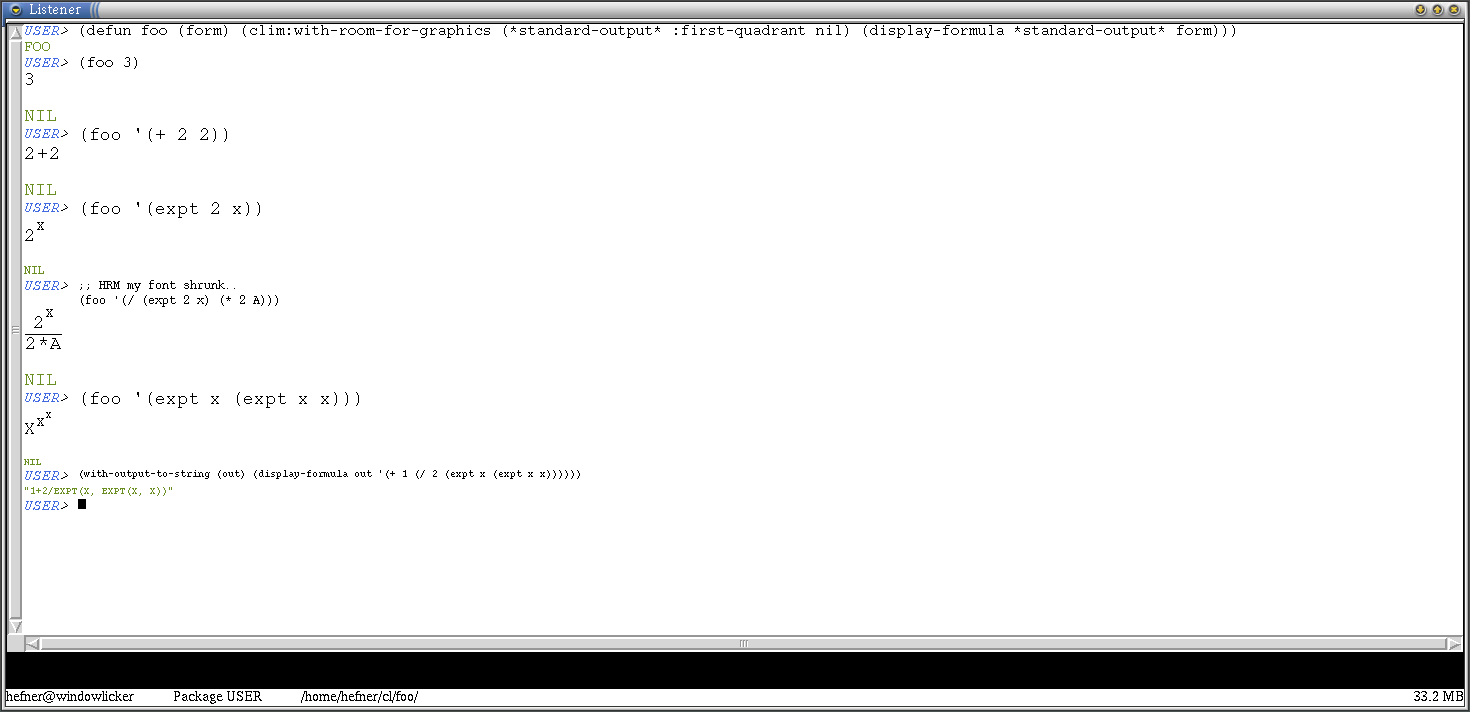 Listener
USER> (defun foo (form) (clim:with-room-for-graphics (*standard-output* :first-quadrant nil) (display-formula *standard-output* form)))
FOO
USER> (foo 3)
3
NIL
USER> (foo '(+ 2 2))
2+2
NIL
USER> (foo '(expt 2 x))
2^X
NIL
USER> ;; HRM my font shrunk..
(foo '(/ (expt 2 x) (* 2 A)))
2^X
2*A
NIL
USER> (foo '(expt x (expt x x)))
X^X^X
NIL
USER> (with-output-to-string (out) (display-formula out '(+ 1 (/ 2 (expt x (expt x x))))))
"1+2/EXPT(X, EXPT(X, X))"
USER>
hefner@windowlicker Package USER /home/hefner/cl/foo/ 33.2 MB